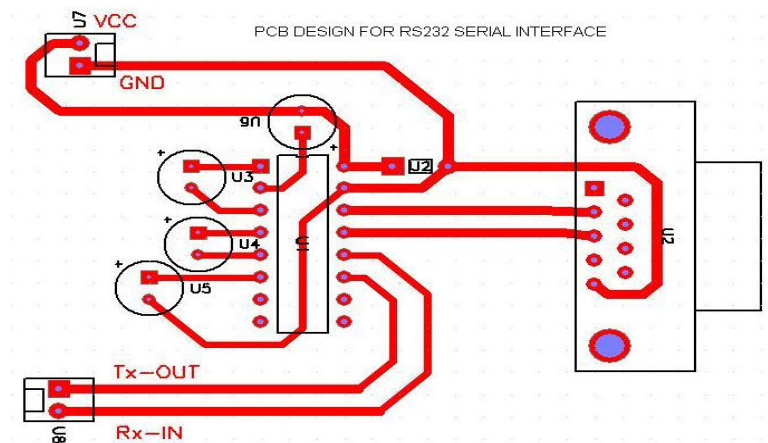 PCB DESIGN FOR RS232 SERIAL INTERFACE
U7 VCC
GND
U6
+
+
U3
U2
+
U4
U1
U2
+
U5
Tx-OUT
U8
Rx-IN